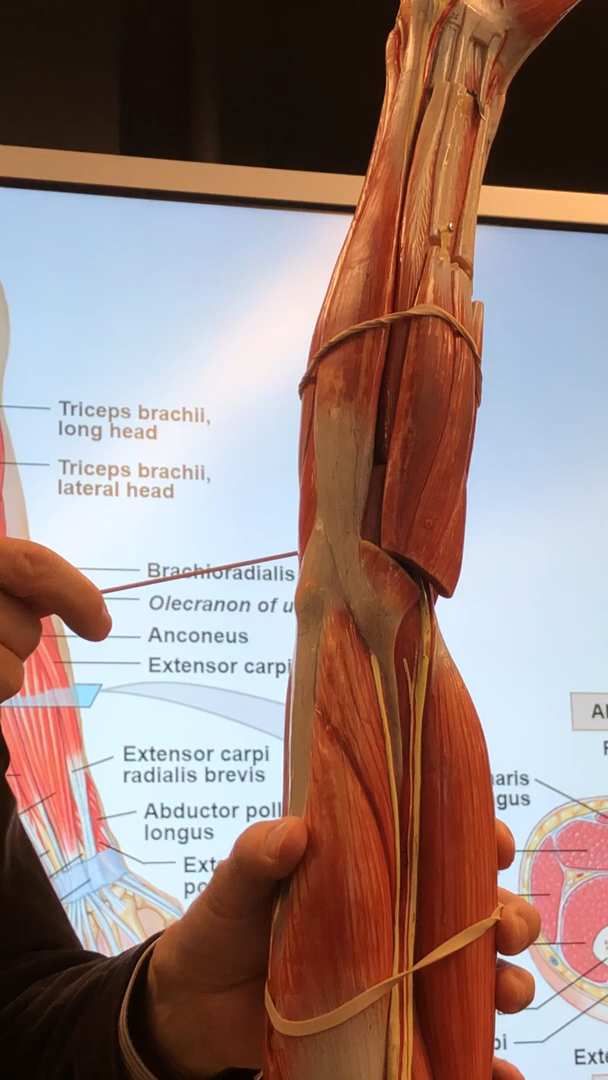 Triceps brachii,
long head
Triceps brachii,
lateral head
Brachioradialis
Olecranon of u
Anconeus
Extensor carpi
Extensor carpi
radialis brevis
Abductor poll
longus
Ext
po
aris
gus
pi
Exte